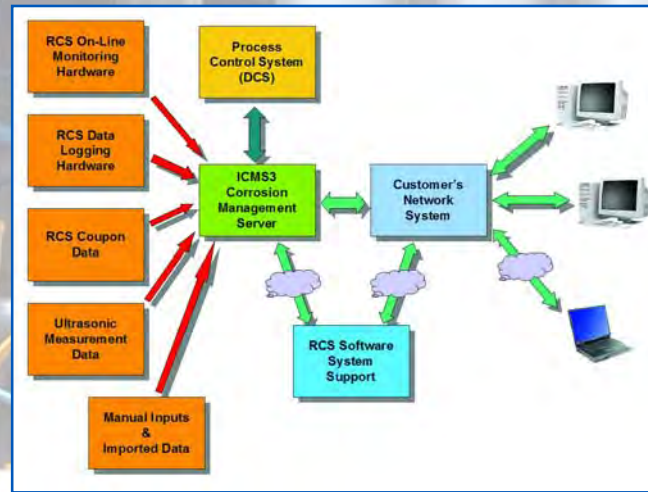 RCS On-Line
Monitoring
Hardware
Process
Control System
(DCS)
RCS Data
Logging
Hardware
ICMS3
Corrosion
Management
Server
Customer's
Network
System
RCS Coupon
Data
Ultrasonic
Measurement
Data
RCS Software
System
Support
Manual Inputs
&
Imported Data